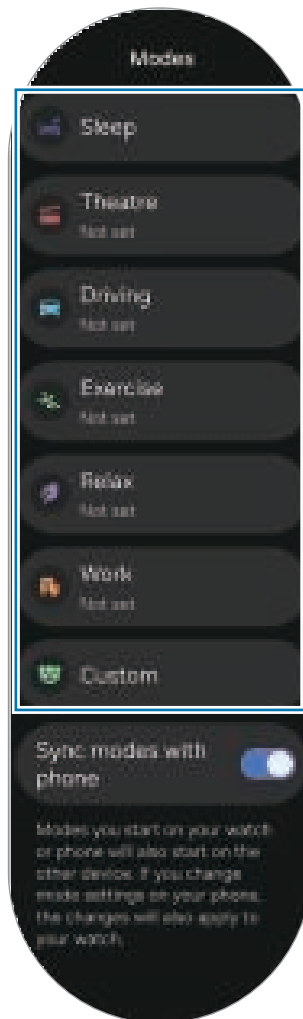 Modes
Sleep
Theatre
Not set
Driving
Not set
Exercise
Not set
Relax
Not set
Work
Not set
Custom
Sync modes with
phone
Modes you start on your watch
or phone will also start on the
other device. If you change
mode settings on your phone,
the changes will also apply to
your watch.